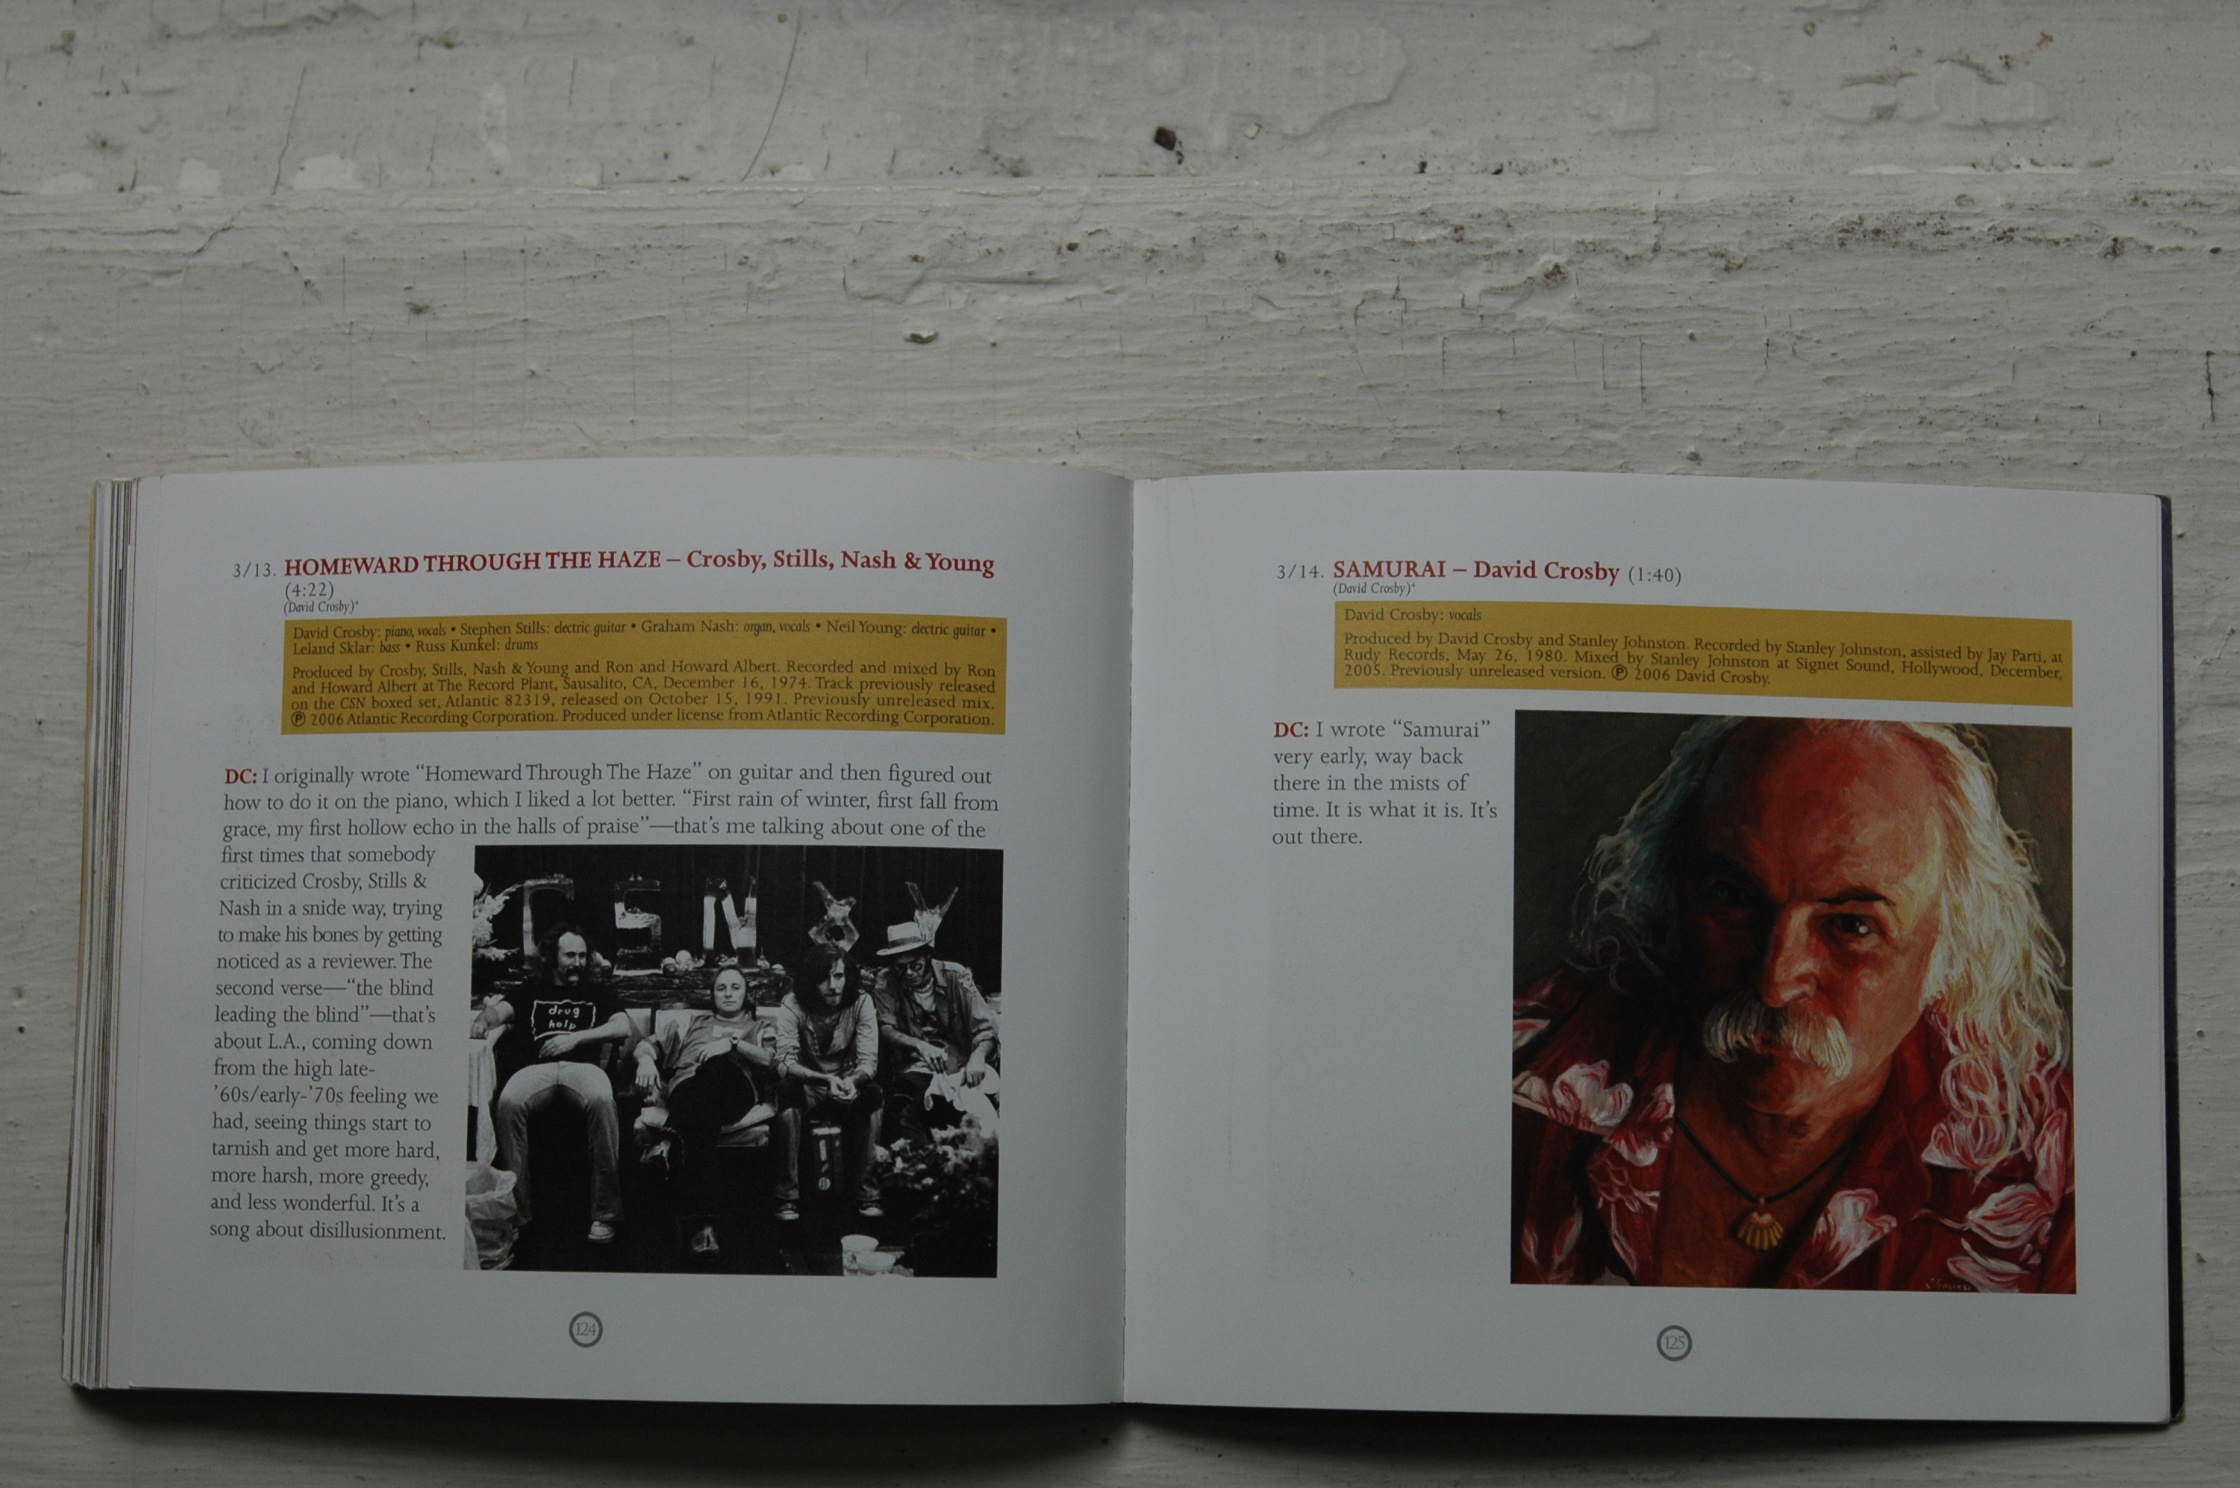 3/13. HOMEWARD THROUGH THE HAZE – Crosby, Stills, Nash & Young
(4:22)
(David Crosby)*
David Crosby: piano, vocals • Stephen Stills: electric guitar • Graham Nash: organ, vocals • Neil Young: electric guitar •
Leland Sklar: bass • Russ Kunkel: drums
Produced by Crosby, Stills, Nash & Young and Ron and Howard Albert. Recorded and mixed by Ron
and Howard Albert at The Record Plant, Sausalito, CA, December 16, 1974. Track previously released
on the CSN boxed set, Atlantic 82319, released on October 15, 1991. Previously unreleased mix.
℗ 2006 Atlantic Recording Corporation. Produced under license from Atlantic Recording Corporation.
DC: I originally wrote “Homeward Through The Haze” on guitar and then figured out
how to do it on the piano, which I liked a lot better. “First rain of winter, first fall from
grace, my first hollow echo in the halls of praise”—that’s me talking about one of the
first times that somebody
criticized Crosby, Stills &
Nash in a snide way, trying
to make his bones by getting
noticed as a reviewer. The
second verse—“the blind
leading the blind”—that’s
about L.A., coming down
from the high late-
’60s/early-’70s feeling we
had, seeing things start to
tarnish and get more hard,
more harsh, more greedy,
and less wonderful. It’s a
song about disillusionment.
C S N & Y
drug
help
124
3/14. SAMURAI – David Crosby (1:40)
(David Crosby)*
David Crosby: vocals
Produced by David Crosby and Stanley Johnston. Recorded by Stanley Johnston, assisted by Jay Parti, at
Rudy Records, May 26, 1980. Mixed by Stanley Johnston at Signet Sound, Hollywood, December,
2005. Previously unreleased version. ℗ 2006 David Crosby.
DC: I wrote “Samurai”
very early, way back
there in the mists of
time. It is what it is. It’s
out there.
125